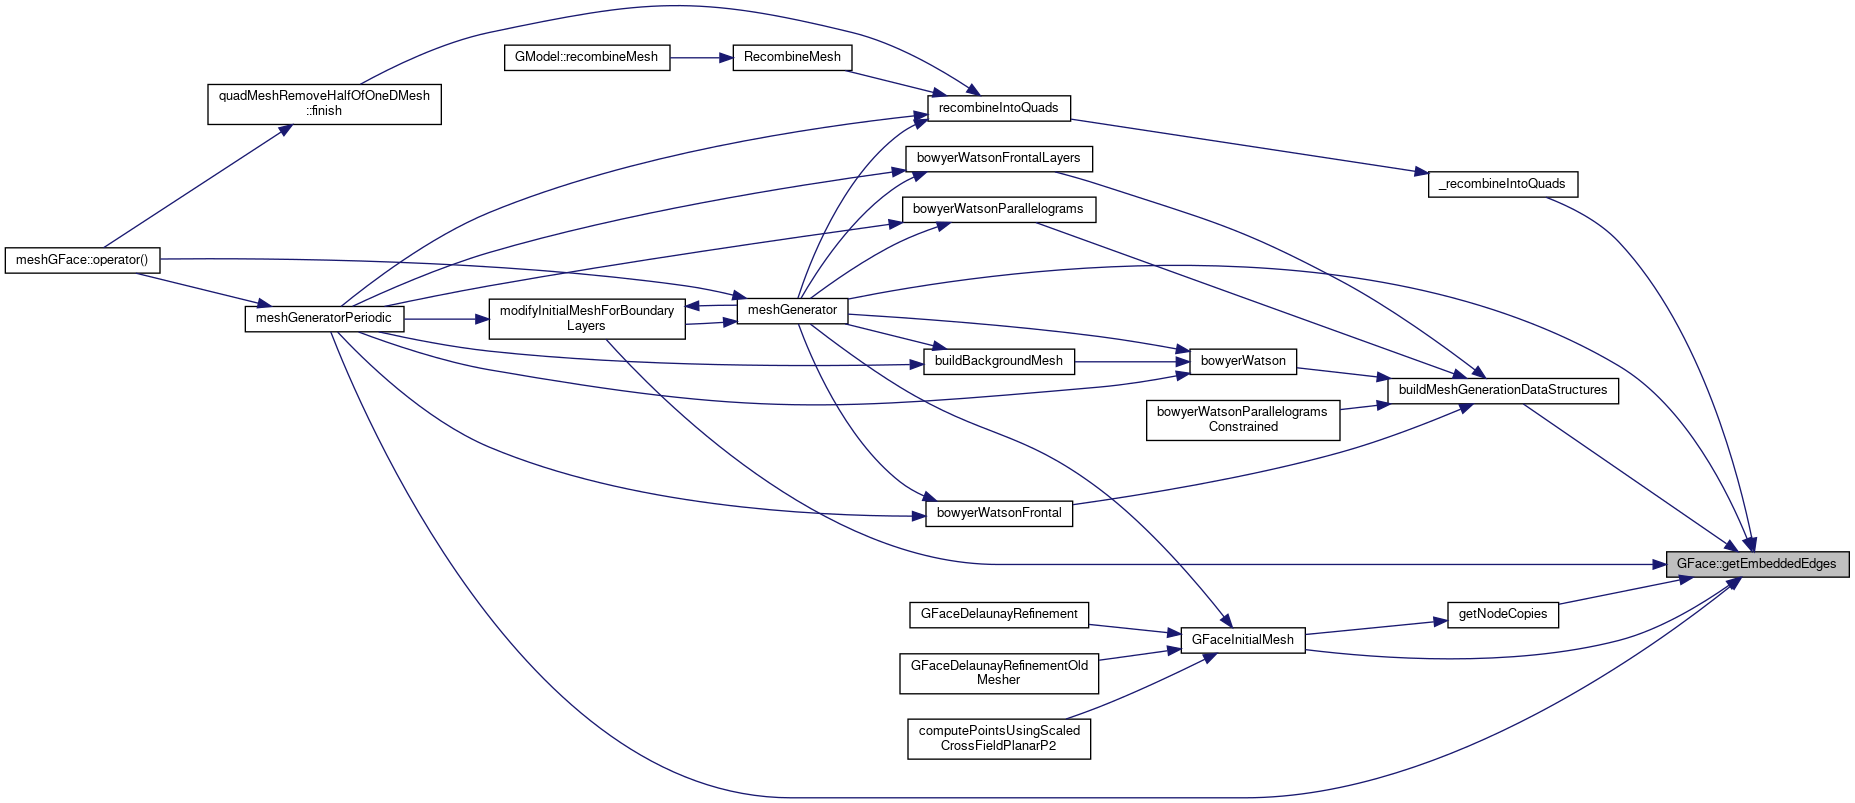 GModel::recombineMesh
RecombineMesh
quadMeshRemoveHalfOfOneDMesh
::finish
recombineIntoQuads
bowyerWatsonFrontalLayers
_recombineIntoQuads
bowyerWatsonParallelograms
meshGFace::operator()
meshGeneratorPeriodic
modifyInitialMeshForBoundary
Layers
meshGenerator
buildBackgroundMesh
bowyerWatson
buildMeshGenerationDataStructures
bowyerWatsonParallelograms
Constrained
bowyerWatsonFrontal
GFace::getEmbeddedEdges
GFaceDelaunayRefinement
getNodeCopies
GFaceInitialMesh
GFaceDelaunayRefinementOld
Mesher
computePointsUsingScaled
CrossFieldPlanarP2